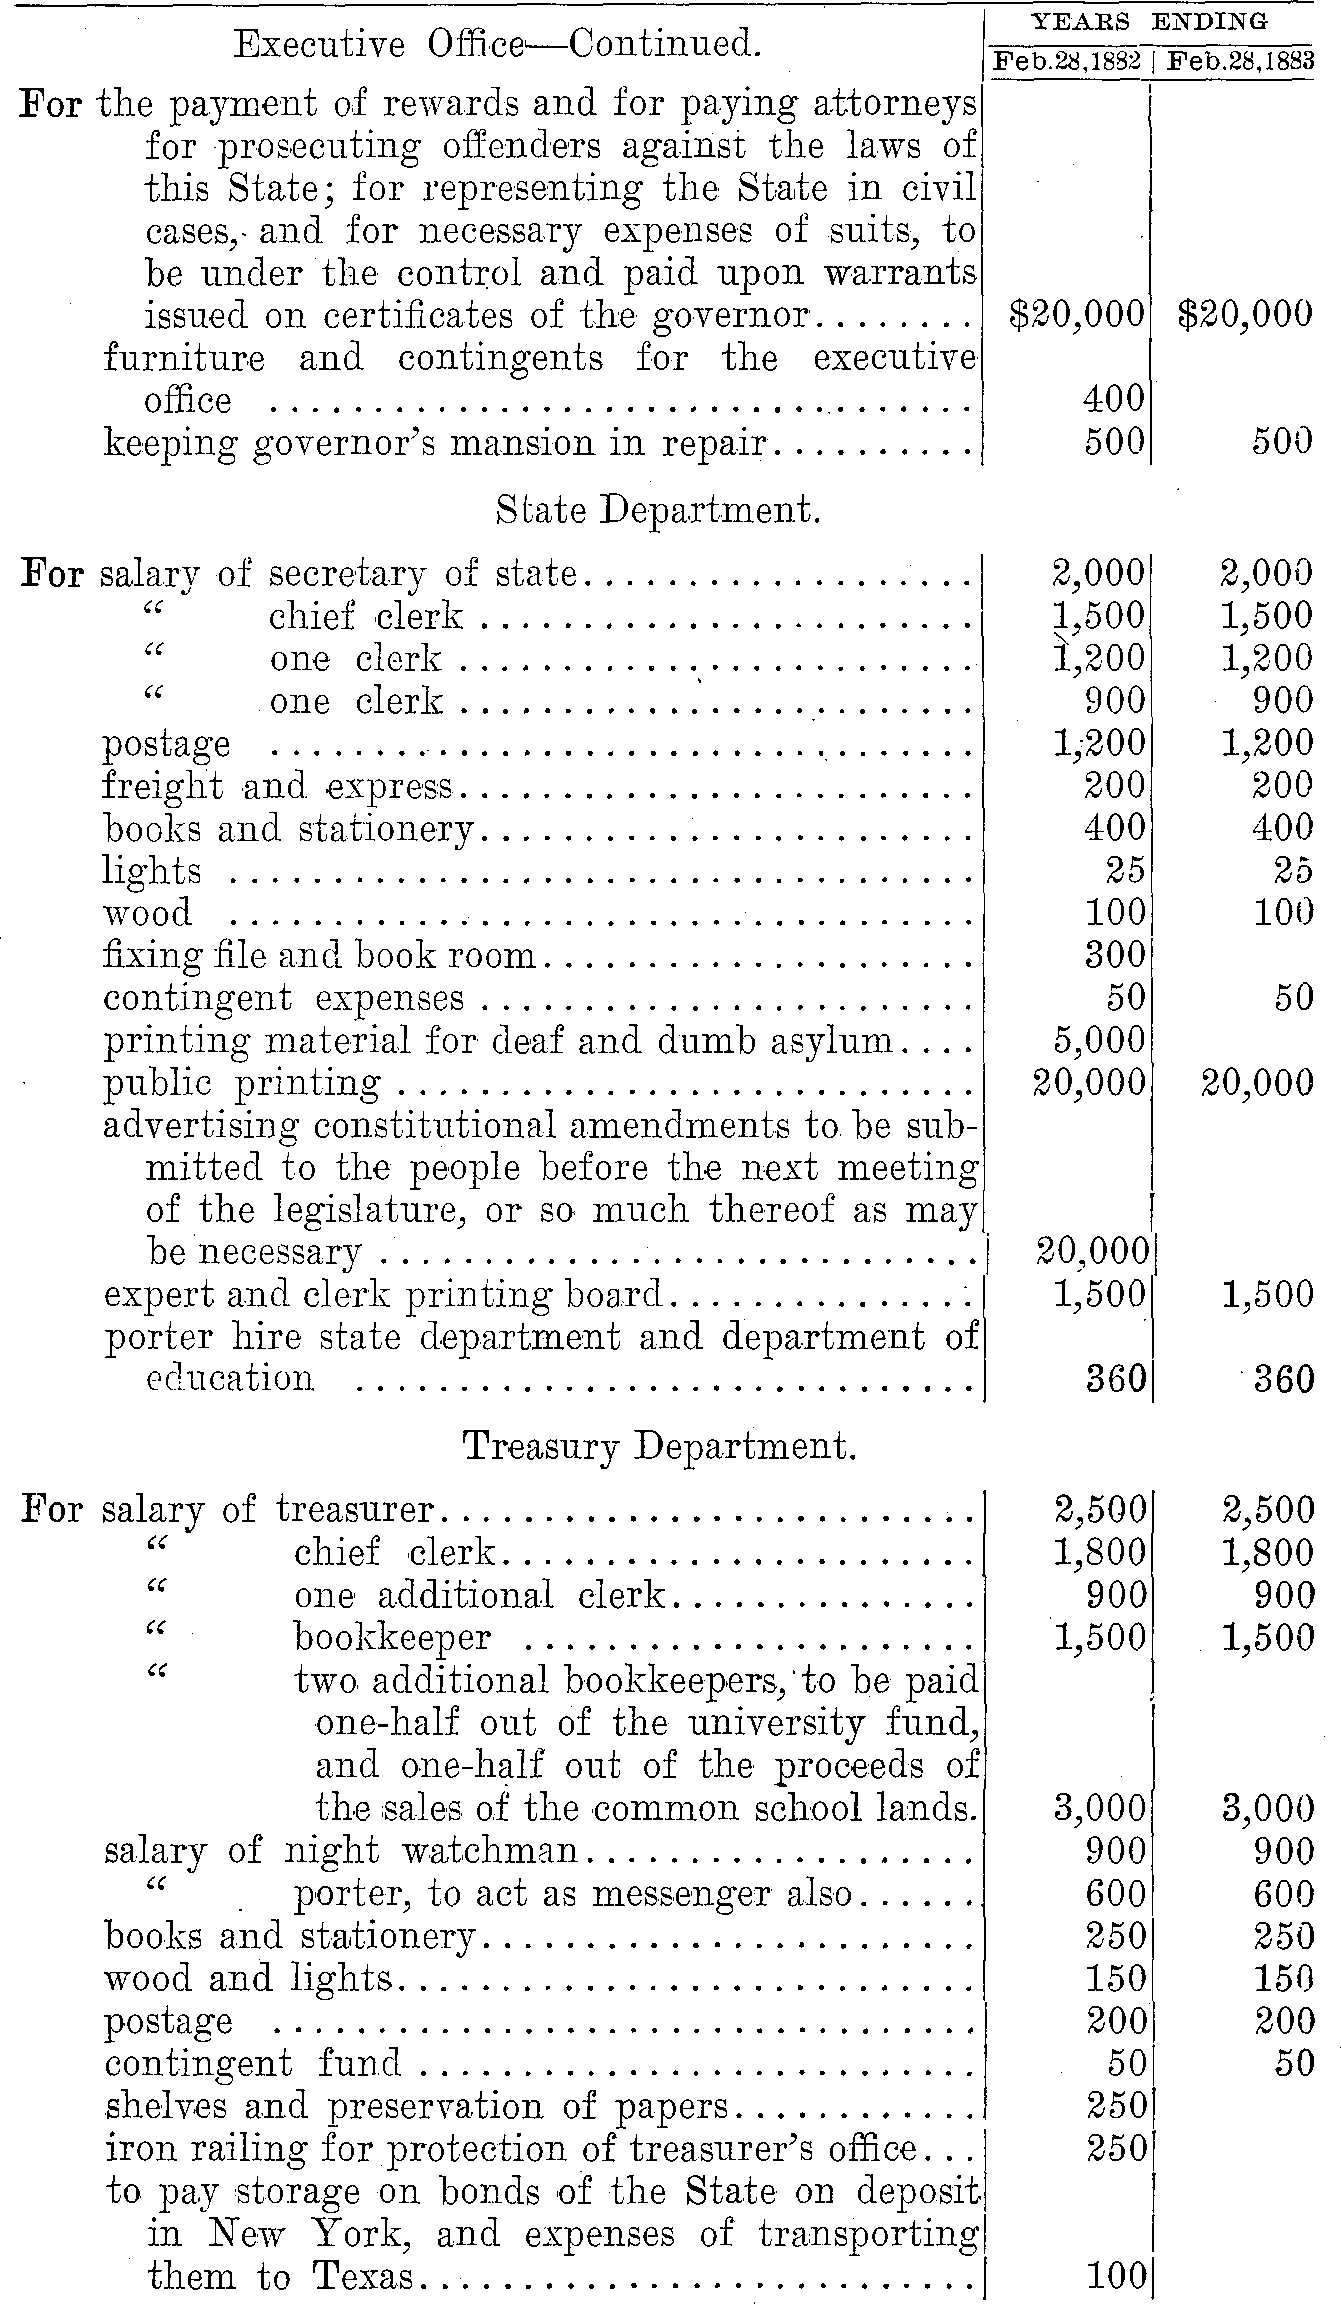 Executive Office—Continued.
YEARS ENDING
Feb.28,1882 | Feb.28,1883
For the payment of rewards and for paying attorneys
for prosecuting offenders against the laws of
this State; for representing the State in civil
cases, and for necessary expenses of suits, to
be under the control and paid upon warrants
issued on certificates of the governor........ $20,000 $20,000
furniture and contingents for the executive
office .................................. 400
keeping governor's mansion in repair.......... 500 500
State Department.
For salary of secretary of state................... 2,000 2,000
“ chief clerk ........................ 1,500 1,500
“ one clerk ......................... 1,200 1,200
“ one clerk ......................... 900 900
postage .................................. 1,200 1,200
freight and express......................... 200 200
books and stationery........................ 400 400
lights .................................... 25 25
wood .................................... 100 100
fixing file and book room..................... 300
contingent expenses ........................ 50 50
printing material for deaf and dumb asylum.... 5,000
public printing ............................ 20,000 20,000
advertising constitutional amendments to be sub-
mitted to the people before the next meeting
of the legislature, or so much thereof as may
be necessary ............................. 20,000
expert and clerk printing board............... 1,500 1,500
porter hire state department and department of
education .............................. 360 360
Treasury Department.
For salary of treasurer.......................... 2,500 2,500
“ chief clerk....................... 1,800 1,800
“ one additional clerk............... 900 900
“ bookkeeper ...................... 1,500 1,500
“ two additional bookkeepers, to be paid
one-half out of the university fund,
and one-half out of the proceeds of
the sales of the common school lands. 3,000 3,000
salary of night watchman................... 900 900
“ porter, to act as messenger also...... 600 600
books and stationery........................ 250 250
wood and lights............................ 150 150
postage .................................. 200 200
contingent fund ........................... 50 50
shelves and preservation of papers............ 250
iron railing for protection of treasurer's office... 250
to pay storage on bonds of the State on deposit
in New York, and expenses of transporting
them to Texas........................... 100